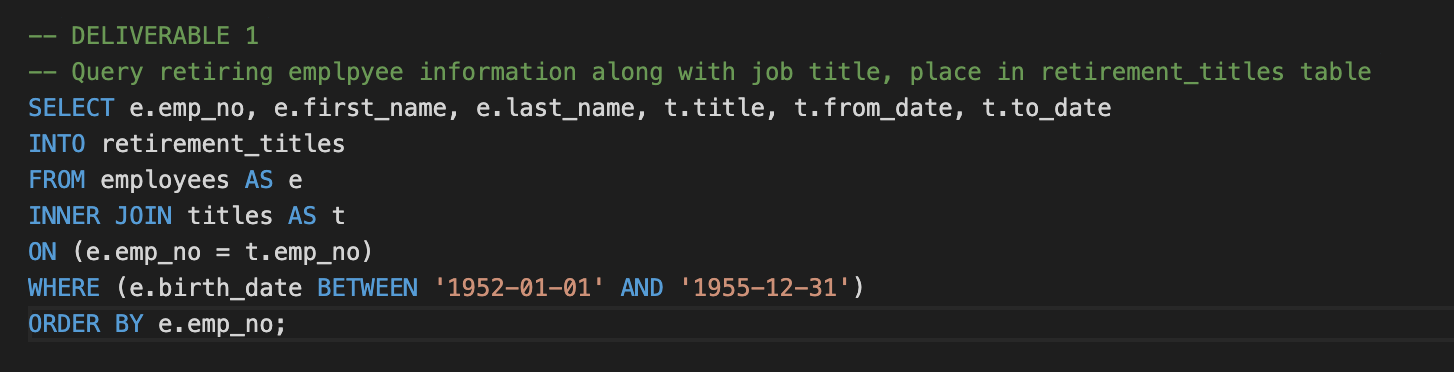 -- DELIVERABLE 1
-- Query retiring emplpyee information along with job title, place in retirement_titles table
SELECT e.emp_no, e.first_name, e.last_name, t.title, t.from_date, t.to_date
INTO retirement_titles
FROM employees AS e
INNER JOIN titles AS t
ON (e.emp_no = t.emp_no)
WHERE (e.birth_date BETWEEN '1952-01-01' AND '1955-12-31')
ORDER BY e.emp_no;